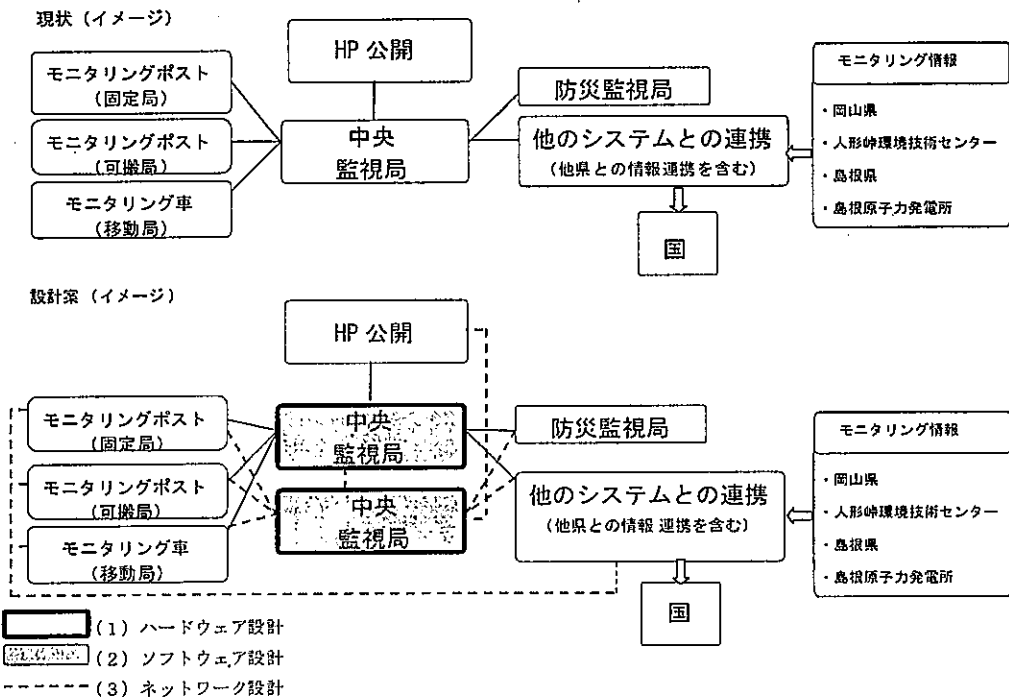 現状（イメージ）
HP 公開
モニタリングポスト
（固定局）
モニタリングポスト
（可搬局）
モニタリング車
（移動局）
中央
監視局
防災監視局
他のシステムとの連携
（他県との情報連携を含む）
国
モニタリング情報
・岡山県
・人形峠環境技術センター
・島根県
・島根原子力発電所
設計案（イメージ）
HP 公開
モニタリングポスト
（固定局）
モニタリングポスト
（可搬局）
モニタリング車
（移動局）
中央
監視局
中央
監視局
防災監視局
他のシステムとの連携
（他県との情報 連携を含む）
国
モニタリング情報
・岡山県
・人形峠環境技術センター
・島根県
・島根原子力発電所
（1）ハードウェア設計
（2）ソフトウェア設計
（3）ネットワーク設計